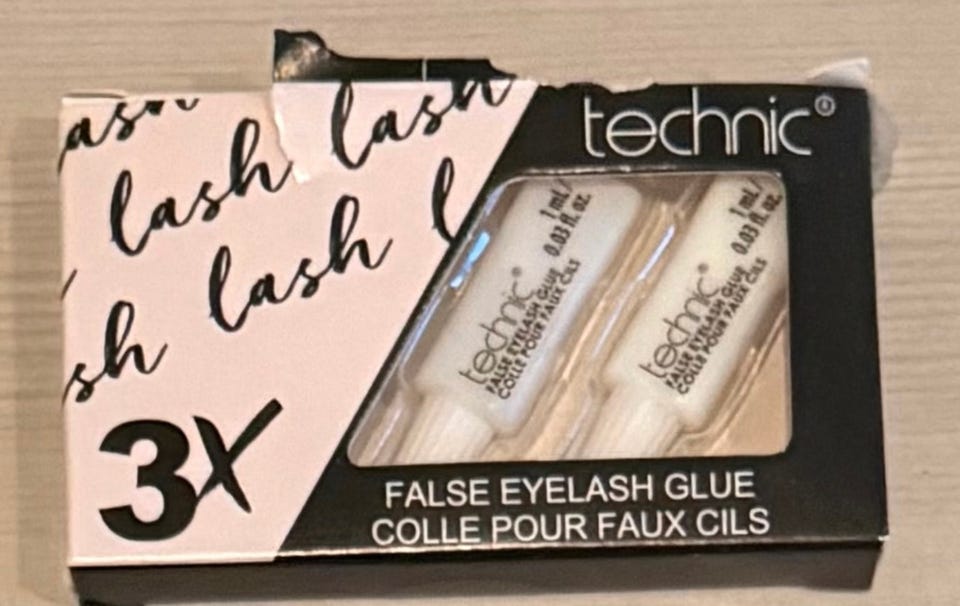 lash
lash
lash
lash
sh
3X
technic®
1 mL/
0.03 fl. oz.
technic®
FALSE EYELASH GLUE
COLLE POUR FAUX CILS
1 mL/
0.03 fl. oz.
technic®
FALSE EYELASH GLUE
COLLE POUR FAUX CILS
FALSE EYELASH GLUE
COLLE POUR FAUX CILS